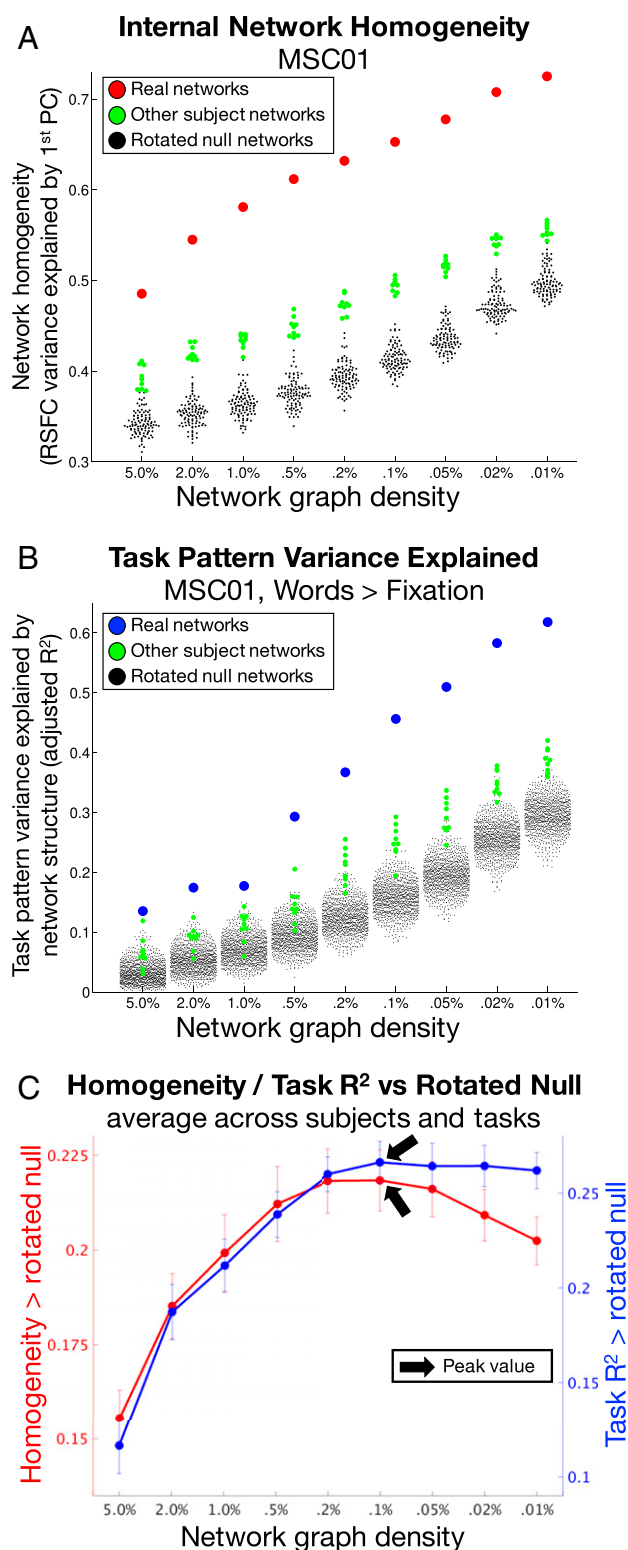 A
Internal Network Homogeneity
MSC01
Network homogeneity
(RSFC variance explained by 1st PC)
0.7
0.6
0.5
0.4
0.3
Real networks
Other subject networks
Rotated null networks
5.0% 2.0% 1.0% .5% .2% .1% .05% .02% .01%
Network graph density
B
Task Pattern Variance Explained
MSC01, Words > Fixation
Task pattern variance explained by
network structure (adjusted R²)
0.6
0.5
0.4
0.3
0.2
0.1
0
Real networks
Other subject networks
Rotated null networks
5.0% 2.0% 1.0% .5% .2% .1% .05% .02% .01%
Network graph density
C
Homogeneity / Task R² vs Rotated Null
average across subjects and tasks
Homogeneity > rotated null
0.225
0.2
0.175
0.15
Peak value
0.25
0.2
0.15
0.1
Task R² > rotated null
5.0% 2.0% 1.0% .5% .2% .1% .05% .02% .01%
Network graph density